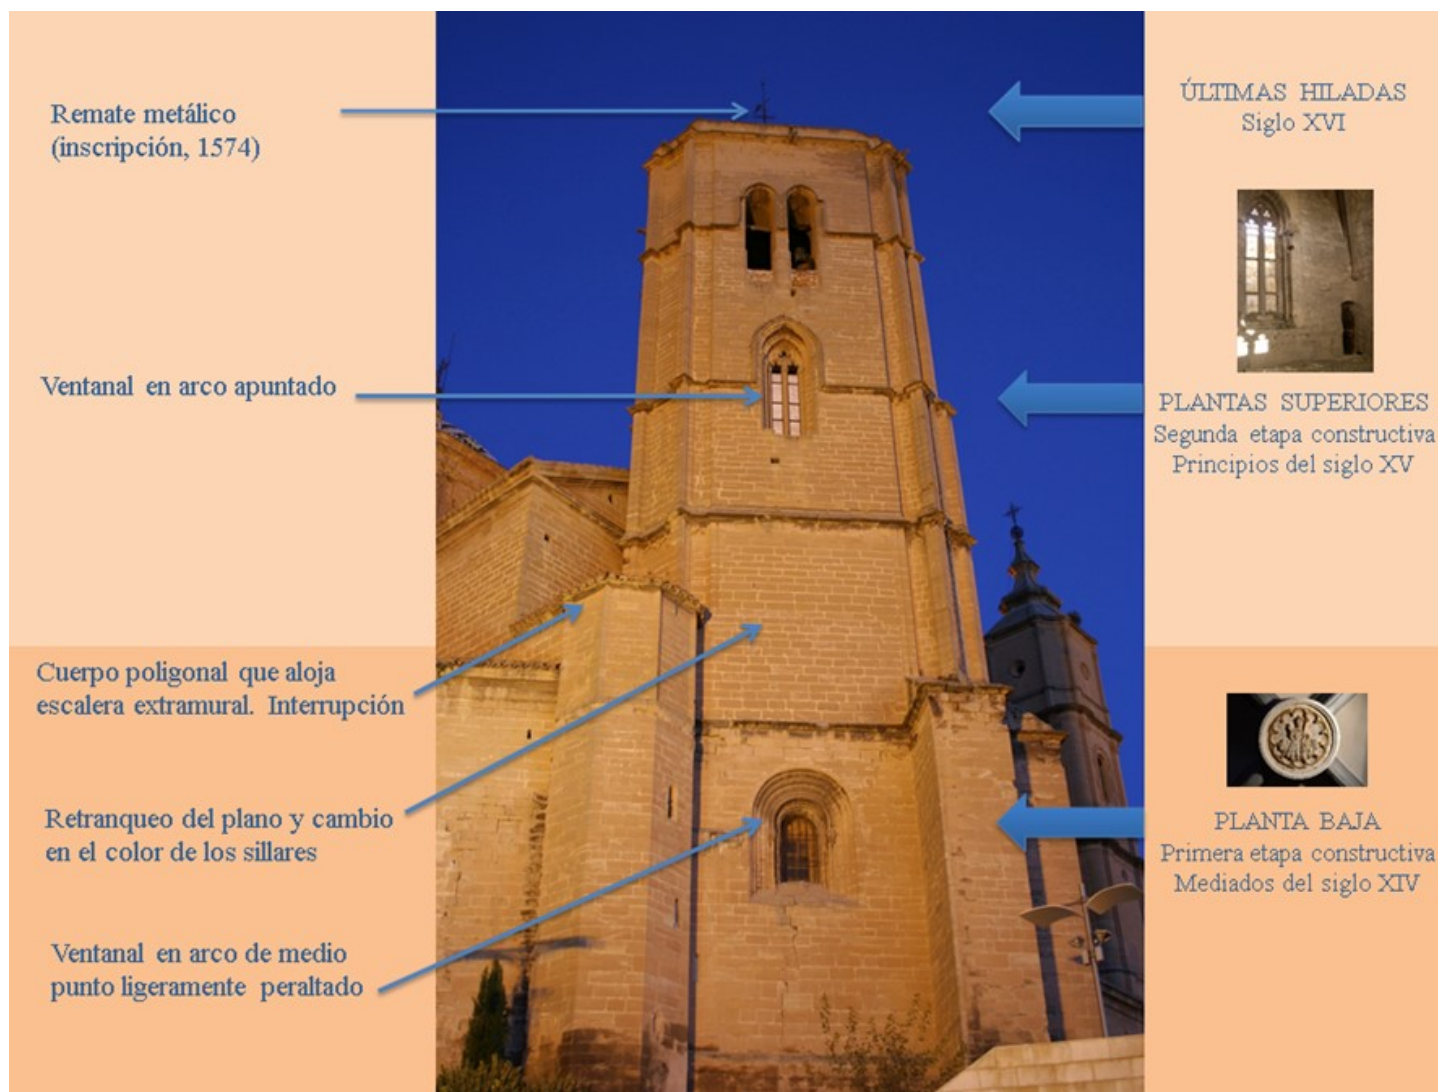 Remate metálico
(inscripción, 1574)
Ventanal en arco apuntado
Cuerpo poligonal que aloja
escalera extramural. Interrupción
Retranqueo del plano y cambio
en el color de los sillares
Ventanal en arco de medio
punto ligeramente peraltado
ÚLTIMAS HILADAS
Siglo XVI
PLANTAS SUPERIORES
Segunda etapa constructiva
Principios del siglo XV
PLANTA BAJA
Primera etapa constructiva
Mediados del siglo XIV